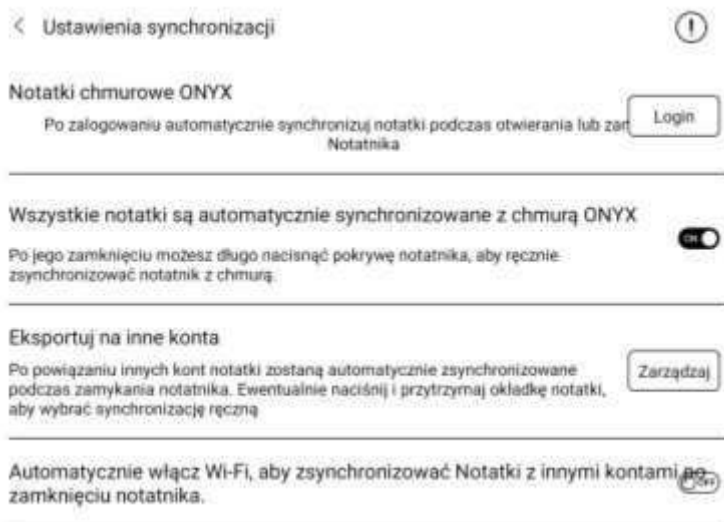 Ustawienia synchronizacji
Notatki chmurowe ONYX
Po zalogowaniu automatycznie synchronizuj notatki podczas otwierania lub zar
Notatnika
Login
Wszystkie notatki są automatycznie synchronizowane z chmurą ONYX
ON
Po jego zamknięciu możesz długo nacisnąć pokrywę notatnika, aby ręcznie
zsynchronizować notatnik z chmurą.
Eksportuj na inne konta
Po powiązaniu innych kont notatki zostaną automatycznie zsynchronizowane
podczas zamykania notatnika. Ewentualnie naciśnij i przytrzymaj okładkę notatki,
aby wybrać synchronizację ręczną
Zarządzaj
Automatycznie włącz Wi-Fi, aby zsynchronizować Notatki z innymi kontami po
zamknięciu notatnika.
OFF